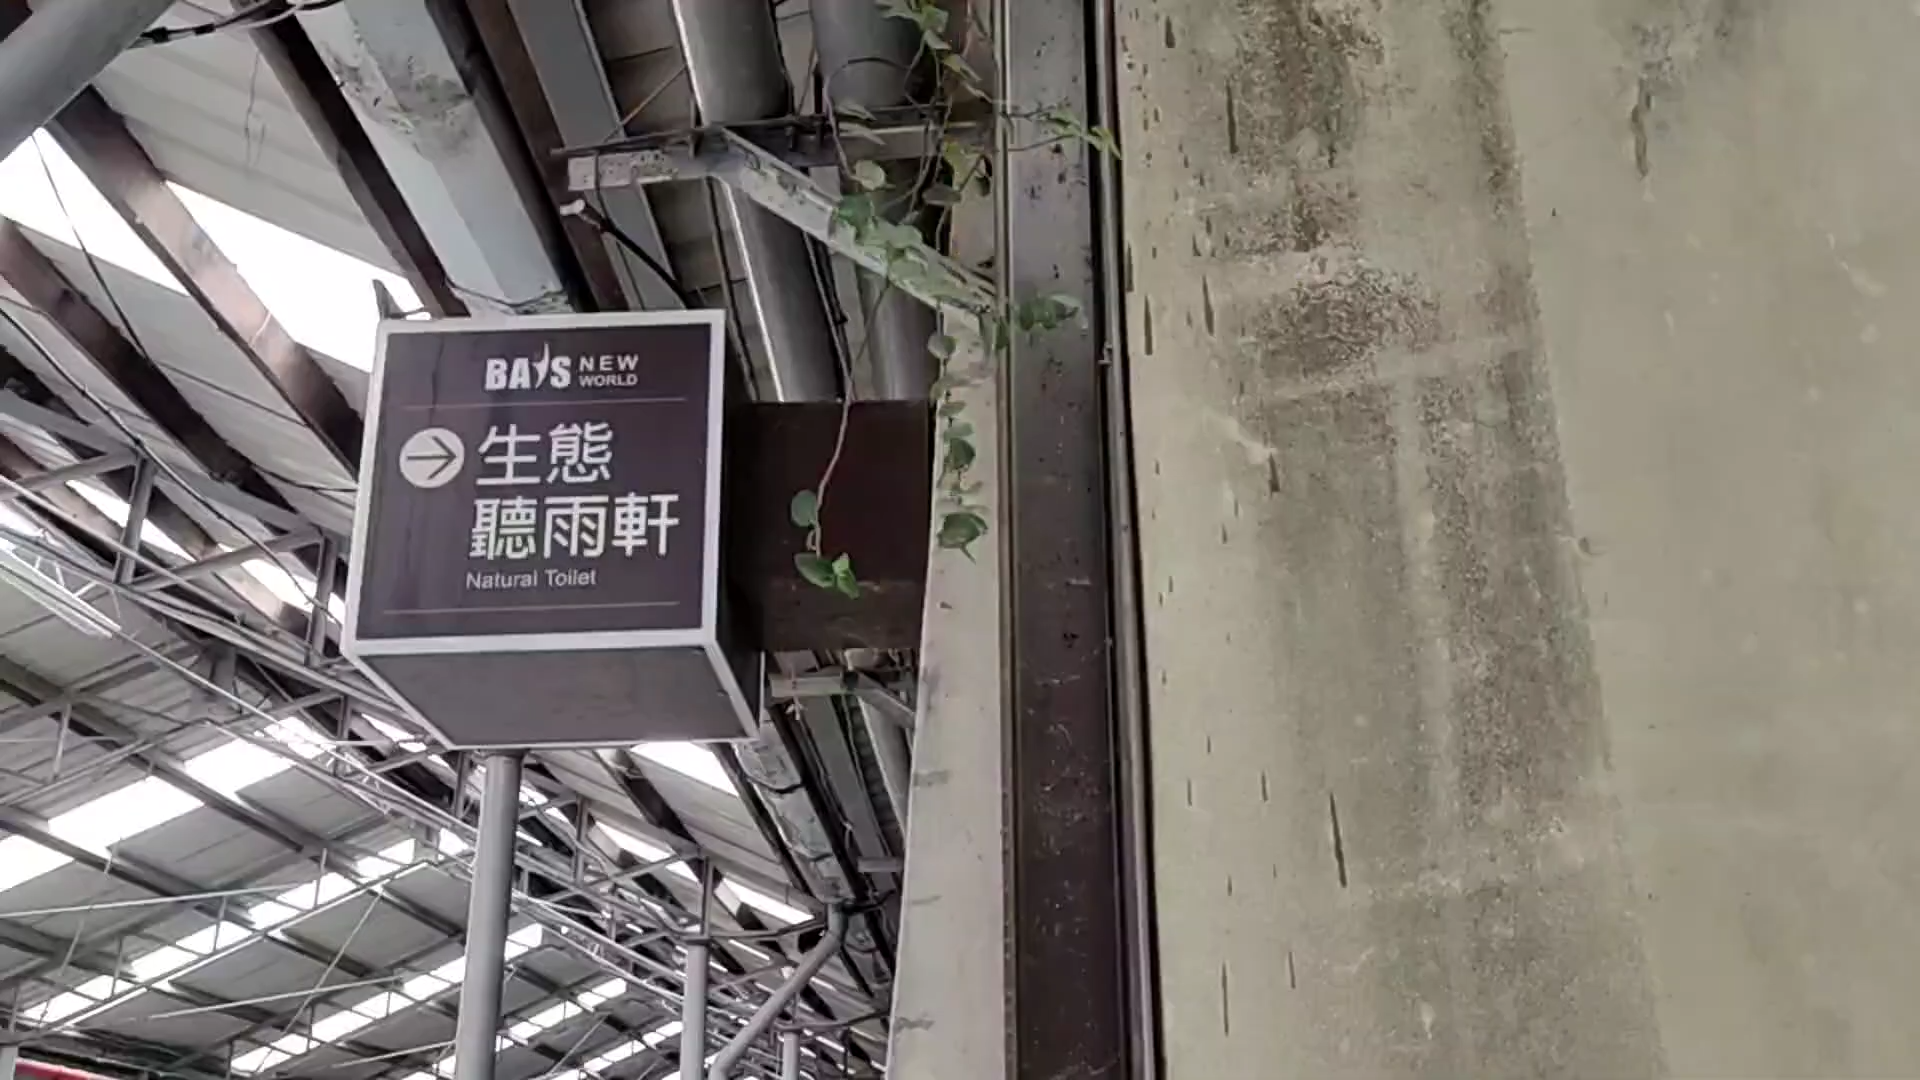 BAYS NEW WORLD
生態
聽雨軒
Natural Toilet